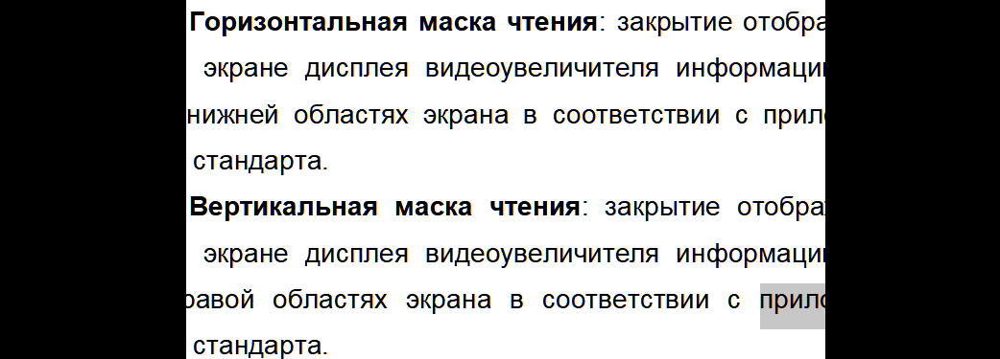 Горизонтальная маска чтения: закрытие отобра
экране дисплея видеоувеличителя информаци
нижней областях экрана в соответствии с прил
стандарта.
Вертикальная маска чтения: закрытие отобра
экране дисплея видеоувеличителя информаци
равой областях экрана в соответствии с прило
стандарта.